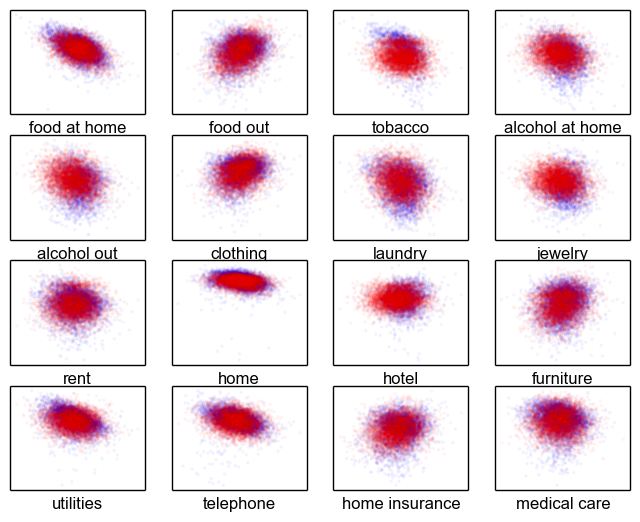 food at home
food out
tobacco
alcohol at home
alcohol out
clothing
laundry
jewelry
rent
home
hotel
furniture
utilities
telephone
home insurance
medical care